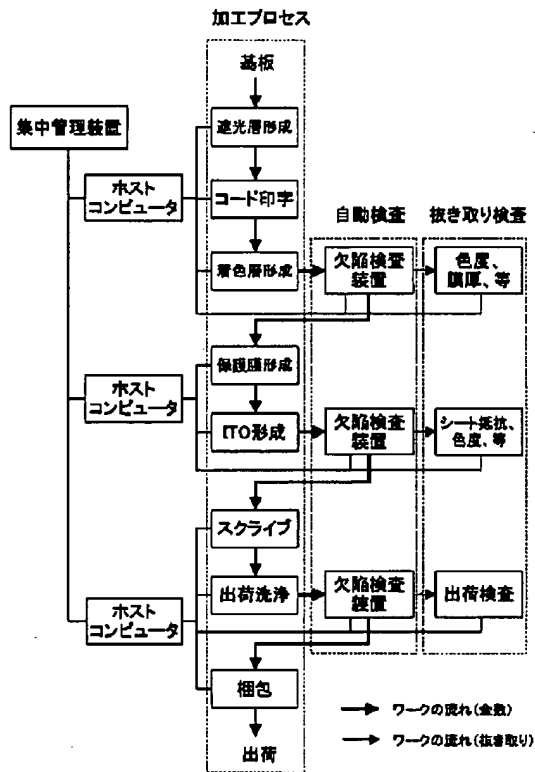 加工プロセス
基板
集中管理装置
遮光層形成
ホスト
コンピュータ
コード印字
自動検査
抜き取り検査
着色層形成
欠陥検査
装置
色度、
膜厚、等
保護膜形成
ホスト
コンピュータ
ITO形成
欠陥検査
装置
シート抵抗、
色度、等
スクライブ
出荷洗浄
欠陥検査
装置
出荷検査
ホスト
コンピュータ
梱包
出荷
ワークの流れ(全数)
ワークの流れ(抜き取り)